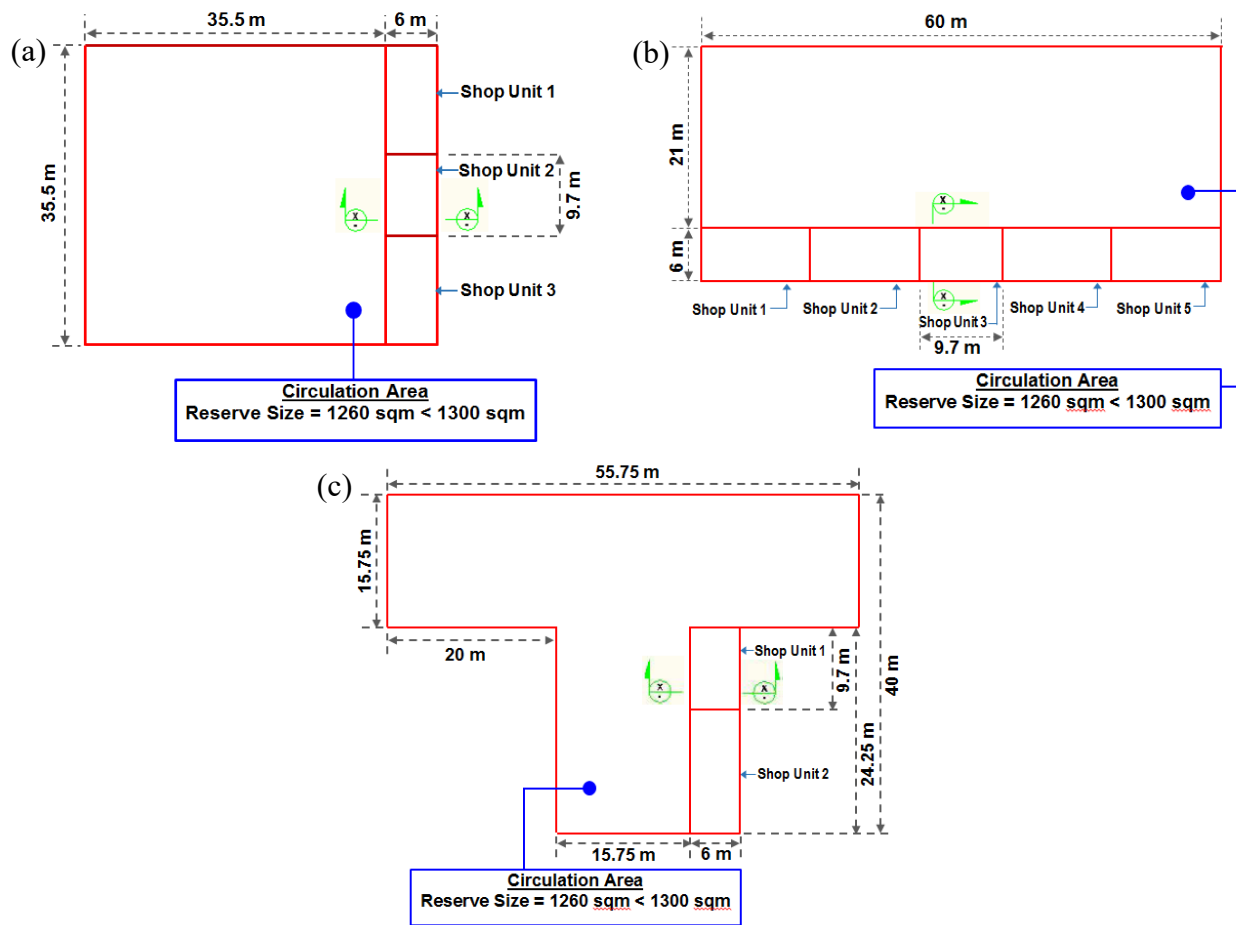 (a)
35.5 m
6 m
35.5 m
Shop Unit 1
Shop Unit 2
9.7 m
X
-
X
-
Shop Unit 3
Circulation Area
Reserve Size = 1260 sqm < 1300 sqm
(b)
60 m
21 m
6 m
X
-
X
-
Shop Unit 1
Shop Unit 2
Shop Unit 3
Shop Unit 4
Shop Unit 5
9.7 m
Circulation Area
Reserve Size = 1260 sqm < 1300 sqm
(c)
55.75 m
15.75 m
20 m
X
-
X
-
Shop Unit 1
9.7 m
40 m
24.25 m
Shop Unit 2
15.75 m
6 m
Circulation Area
Reserve Size = 1260 sqm < 1300 sqm